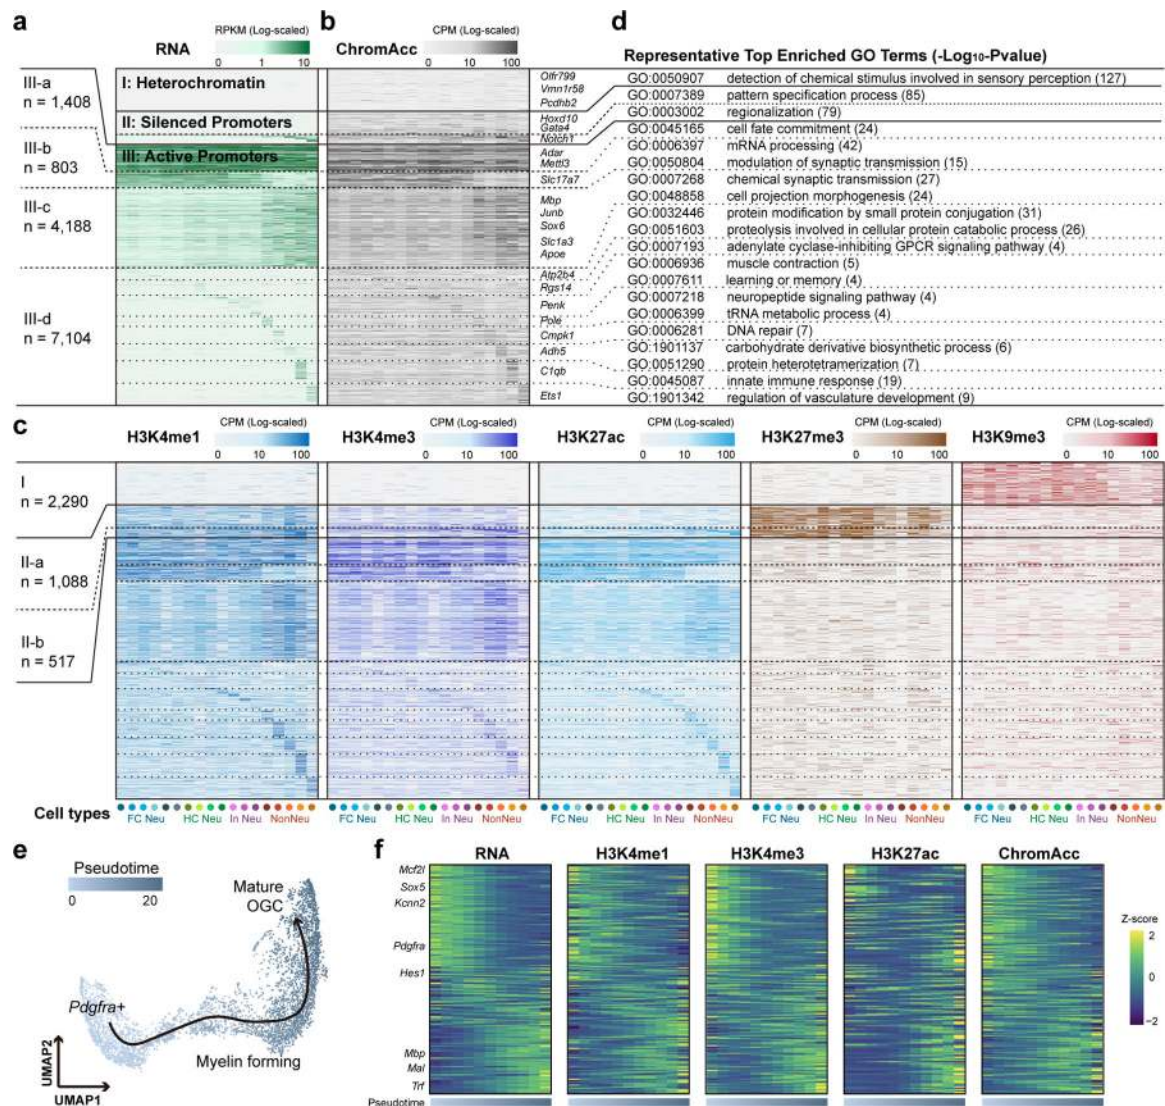 a
RPKM (Log-scaled)
RNA
0 1 10
b
CPM (Log-scaled)
ChromAcc
0 10 100
d
Representative Top Enriched GO Terms (-Log10-Pvalue)
III-a
n = 1,408
III-b
n = 803
III-c
n = 4,188
III-d
n = 7,104
I: Heterochromatin
II: Silenced Promoters
III: Active Promoters
Olfr799
Vmn1r58
Pcdhb2
Hoxd10
Gata4
Notch1
Adar
Mettl3
Slc17a7
Mbp
Junb
Sox6
Slc1a3
Apoe
Atp2b4
Rgs14
Penk
Pole
Cmpk1
Adh5
C1qb
Ets1
GO:0050907 detection of chemical stimulus involved in sensory perception (127)
GO:0007389 pattern specification process (85)
GO:0003002 regionalization (79)
GO:0045165 cell fate commitment (24)
GO:0006397 mRNA processing (42)
GO:0050804 modulation of synaptic transmission (15)
GO:0007268 chemical synaptic transmission (27)
GO:0048858 cell projection morphogenesis (24)
GO:0032446 protein modification by small protein conjugation (31)
GO:0051603 proteolysis involved in cellular protein catabolic process (26)
GO:0007193 adenylate cyclase-inhibiting GPCR signaling pathway (4)
GO:0006936 muscle contraction (5)
GO:0007611 learning or memory (4)
GO:0007218 neuropeptide signaling pathway (4)
GO:0006399 tRNA metabolic process (4)
GO:0006281 DNA repair (7)
GO:1901137 carbohydrate derivative biosynthetic process (6)
GO:0051290 protein heterotetramerization (7)
GO:0045087 innate immune response (19)
GO:1901342 regulation of vasculature development (9)
c
CPM (Log-scaled) CPM (Log-scaled) CPM (Log-scaled) CPM (Log-scaled) CPM (Log-scaled)
H3K4me1 H3K4me3 H3K27ac H3K27me3 H3K9me3
0 10 100 0 10 100 0 10 100 0 10 100 0 10 100
I
n = 2,290
II-a
n = 1,088
II-b
n = 517
Cell types
FC Neu HC Neu In Neu NonNeu FC Neu HC Neu In Neu NonNeu FC Neu HC Neu In Neu NonNeu FC Neu HC Neu In Neu NonNeu FC Neu HC Neu In Neu NonNeu
e
Pseudotime
0 20
Mature
OGC
Pdgfra+
Myelin forming
UMAP2
UMAP1
f
RNA H3K4me1 H3K4me3 H3K27ac ChromAcc
Mcf2l
Sox5
Kcnn2
Pdgfra
Hes1
Mbp
Mal
Trf
Pseudotime
Z-score
2
0
−2